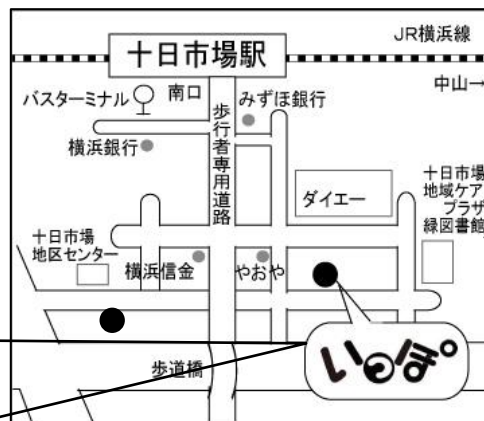 JR横浜線
十日市場駅
中山→
バスターミナル
南口
みずほ銀行
歩行者専用道路
横浜銀行
ダイエー
十日市場
地域ケア
プラザ
緑図書館
十日市場
地区センター
横浜信金
やおや
いっぽ°
歩道橋